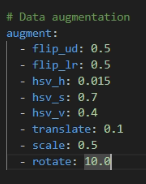 # Data augmentation
augment:
  - flip_ud: 0.5
  - flip_lr: 0.5
  - hsv_h: 0.015
  - hsv_s: 0.7
  - hsv_v: 0.4
  - translate: 0.1
  - scale: 0.5
  - rotate: 10.0